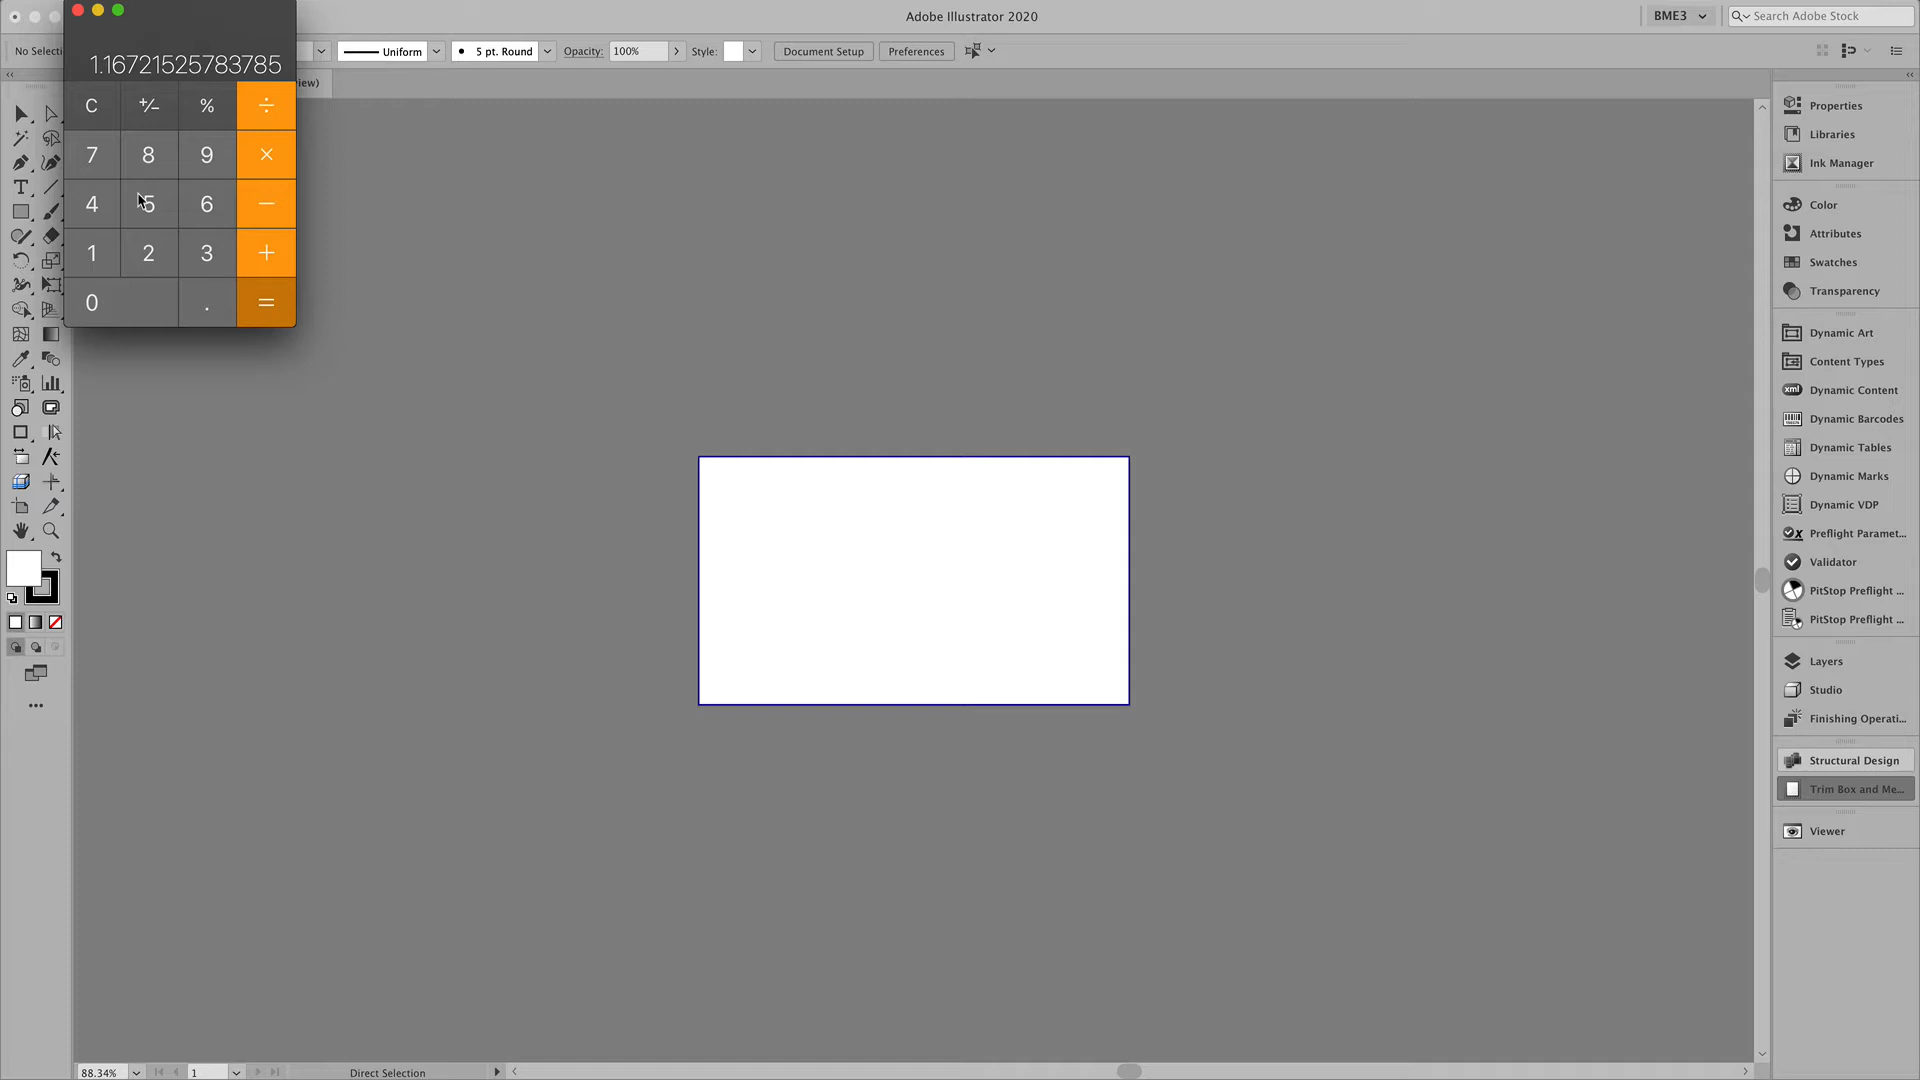 Adobe Illustrator 2020
BME3
Search Adobe Stock
No Selecti
Uniform
5 pt. Round
Opacity:
100%
Style:
Document Setup
Preferences
iew)
1.16721525783785
C
+/−
%
÷
7
8
9
×
4
5
6
−
1
2
3
+
0
.
=
T
Properties
Libraries
Ink Manager
Color
Attributes
Swatches
Transparency
Dynamic Art
Content Types
xml
Dynamic Content
Dynamic Barcodes
Dynamic Tables
Dynamic Marks
Dynamic VDP
Preflight Paramet...
Validator
PitStop Preflight ...
PitStop Preflight ...
Layers
Studio
Finishing Operati...
Structural Design
Trim Box and Me...
Viewer
88.34%
1
Direct Selection